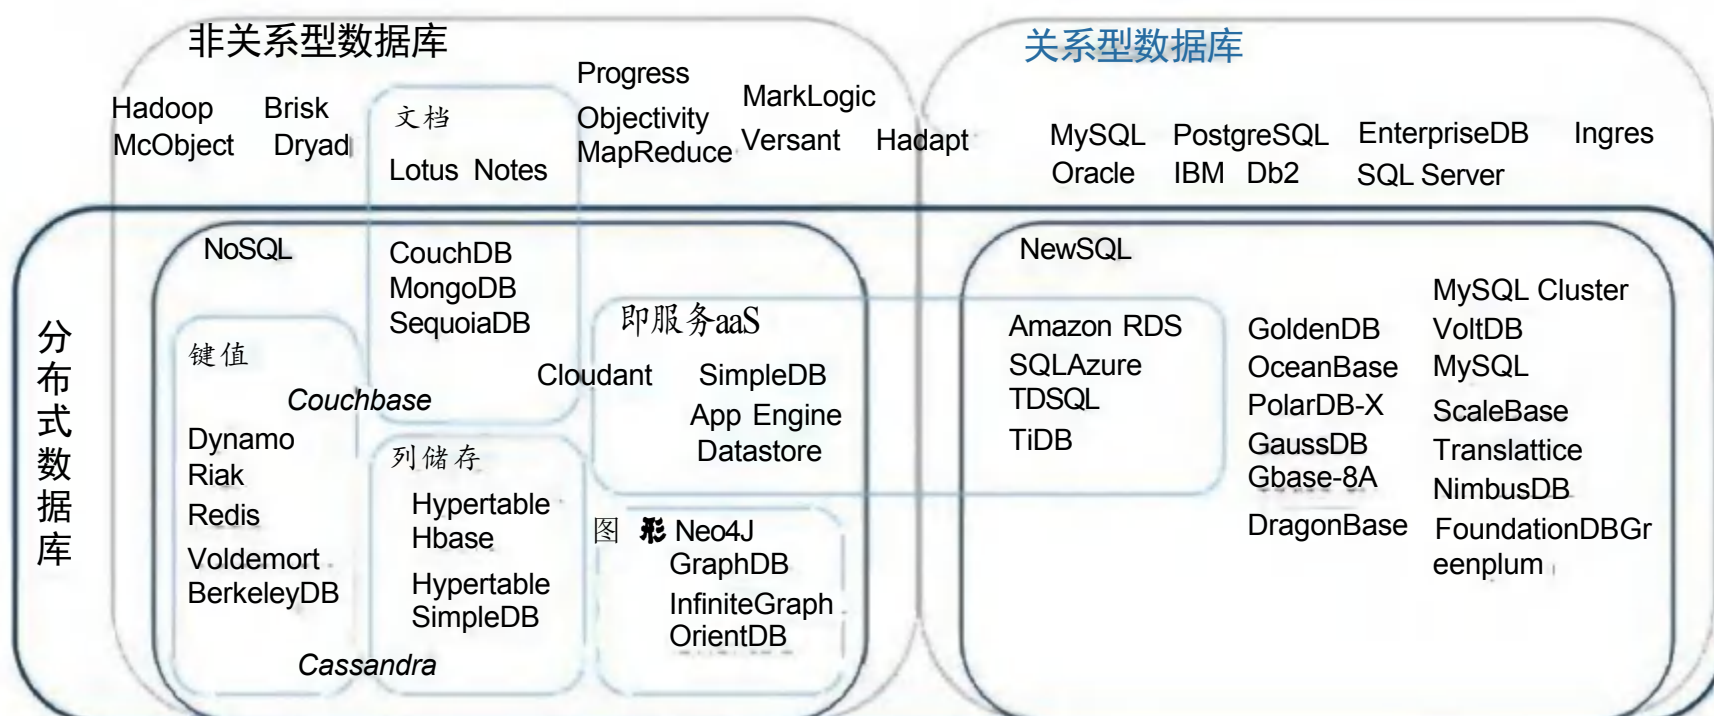 非关系型数据库
Hadoop Brisk
McObject Dryad
文档
Lotus Notes
Progress
Objectivity
MapReduce
MarkLogic
Versant Hadapt
关系型数据库
MySQL PostgreSQL EnterpriseDB Ingres
Oracle IBM Db2 SQL Server
分布式数据库
NoSQL
CouchDB
MongoDB
SequoiaDB
键值
Couchbase
Dynamo
Riak
Redis
Voldemort
BerkeleyDB
Cassandra
列储存
Hypertable
Hbase
Hypertable
SimpleDB
即服务aaS
Cloudant SimpleDB
App Engine
Datastore
图 形 Neo4J
GraphDB
InfiniteGraph
OrientDB
NewSQL
Amazon RDS
SQLAzure
TDSQL
TiDB
GoldenDB
OceanBase
PolarDB-X
GaussDB
Gbase-8A
DragonBase
MySQL Cluster
VoltDB
MySQL
ScaleBase
Translattice
NimbusDB
FoundationDBGr
eenplum